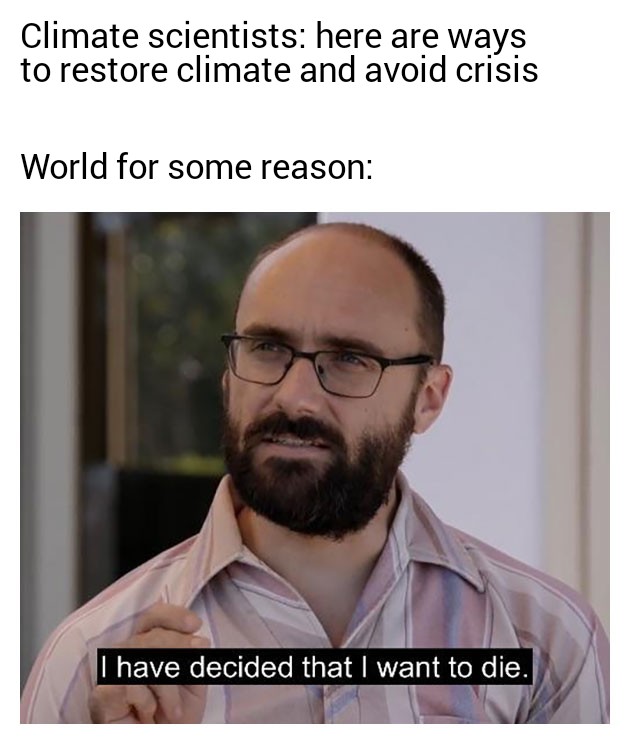 Climate scientists: here are ways
to restore climate and avoid crisis
World for some reason:
I have decided that I want to die.